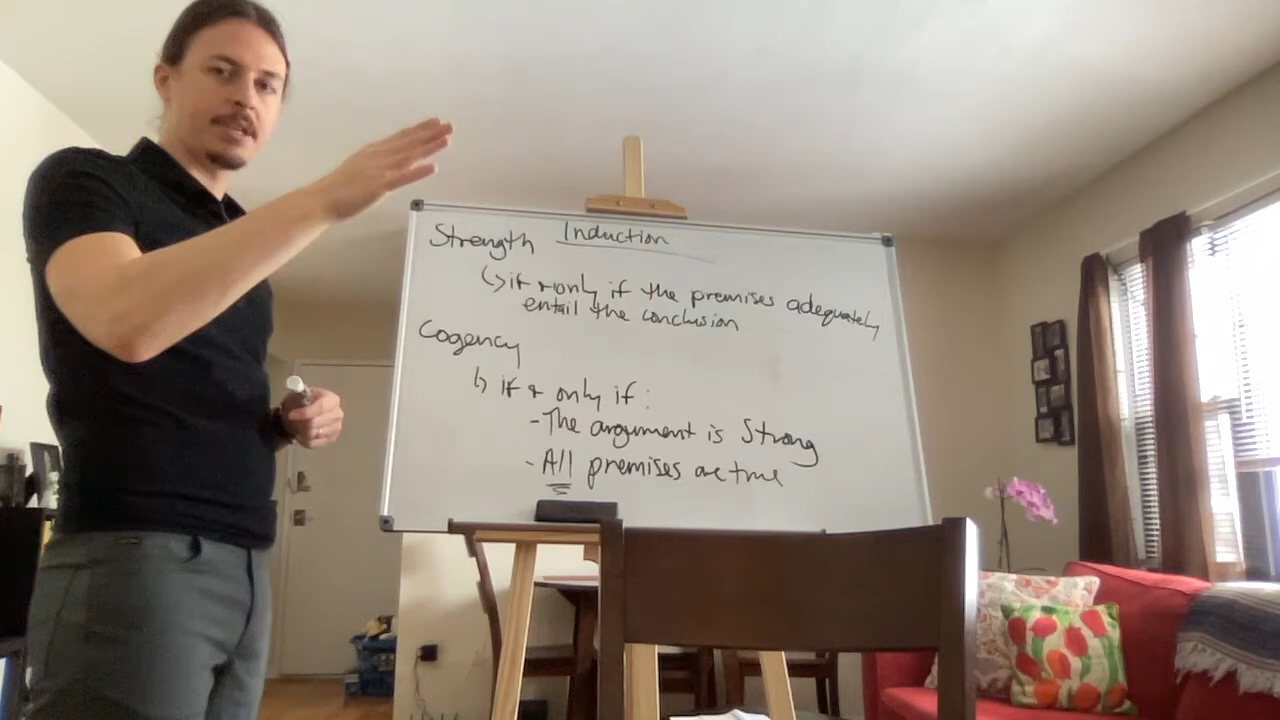 Induction
Strength
↳ if + only if the premises adequately
entail the conclusion
Cogency
↳ if + only if:
- The argument is Strong
- All premises are true